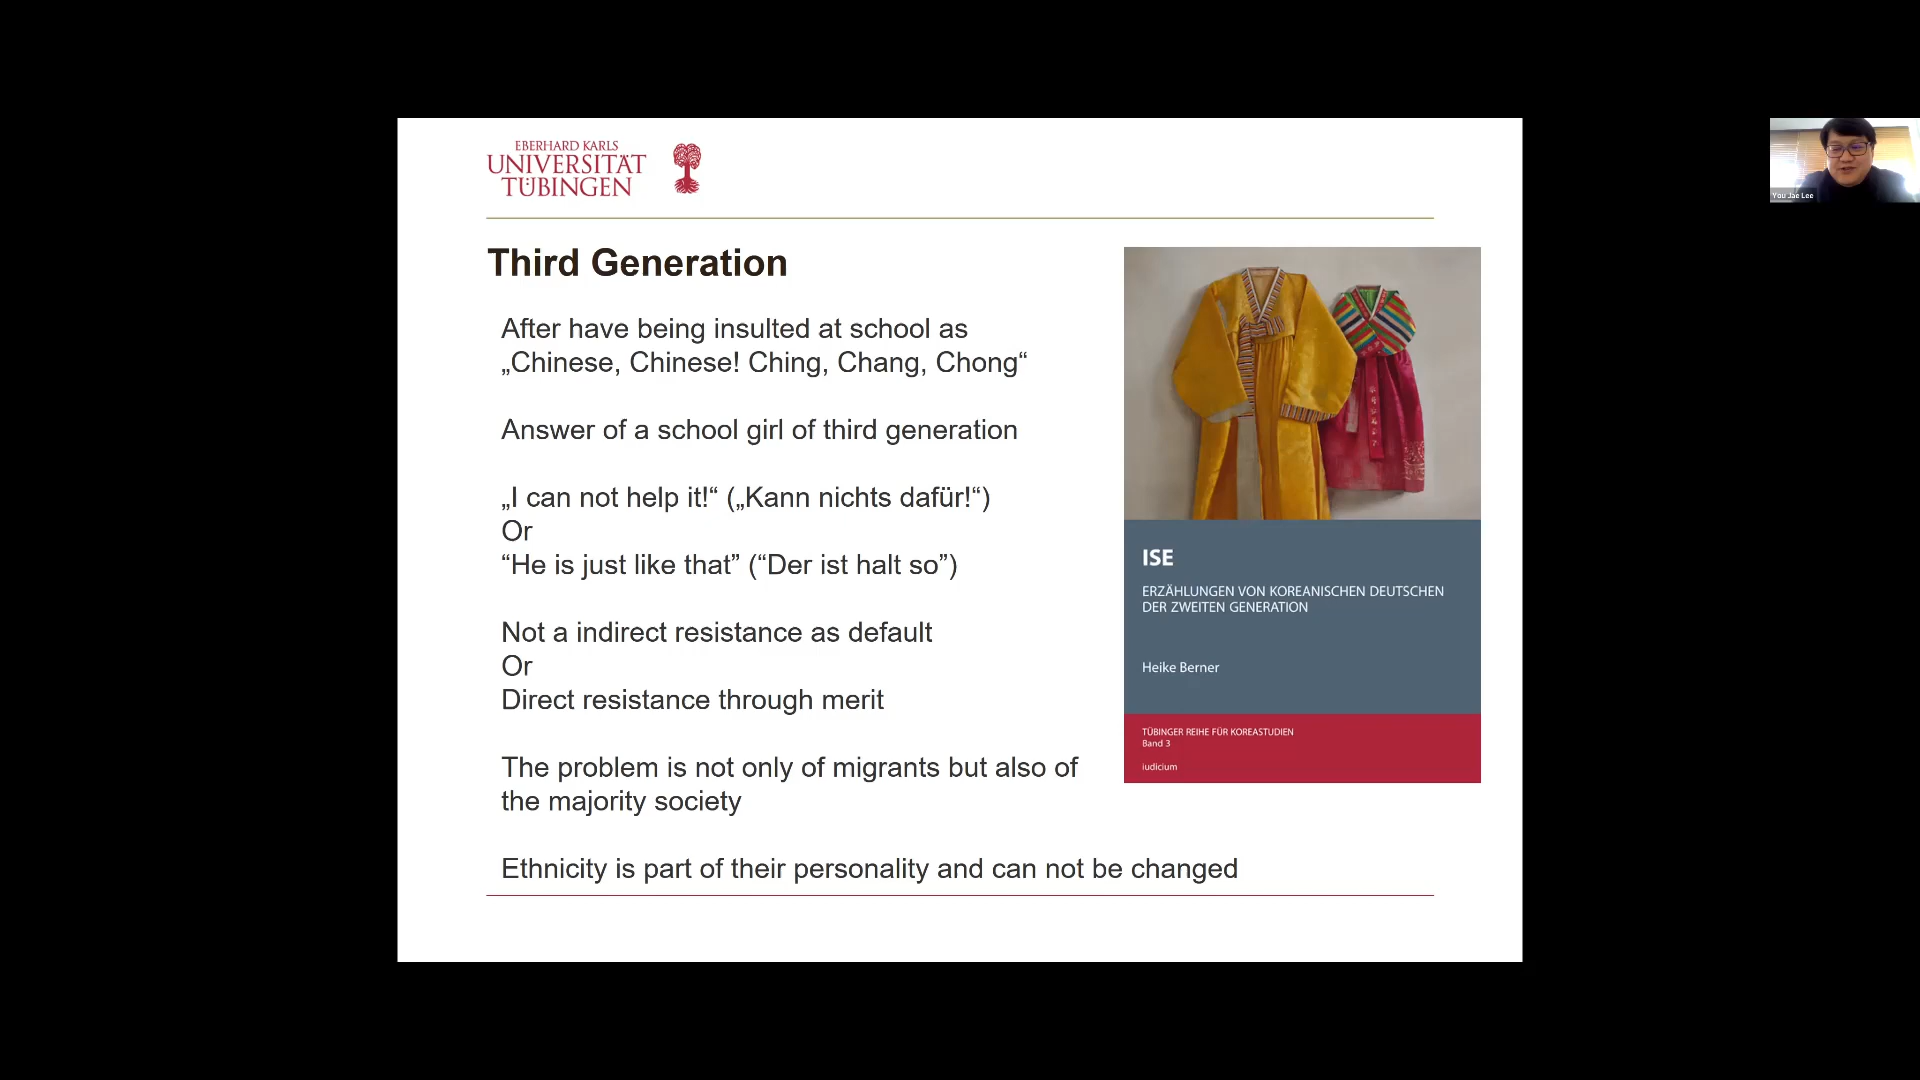 EBERHARD KARLS
UNIVERSITÄT
TÜBINGEN
Third Generation
After have being insulted at school as
„Chinese, Chinese! Ching, Chang, Chong“
Answer of a school girl of third generation
„I can not help it!“ („Kann nichts dafür!“)
Or
“He is just like that” (“Der ist halt so”)
Not a indirect resistance as default
Or
Direct resistance through merit
The problem is not only of migrants but also of
the majority society
Ethnicity is part of their personality and can not be changed
ISE
ERZÄHLUNGEN VON KOREANISCHEN DEUTSCHEN
DER ZWEITEN GENERATION
Heike Berner
TÜBINGER REIHE FÜR KOREASTUDIEN
Band 3
iudicium
You Jae Lee